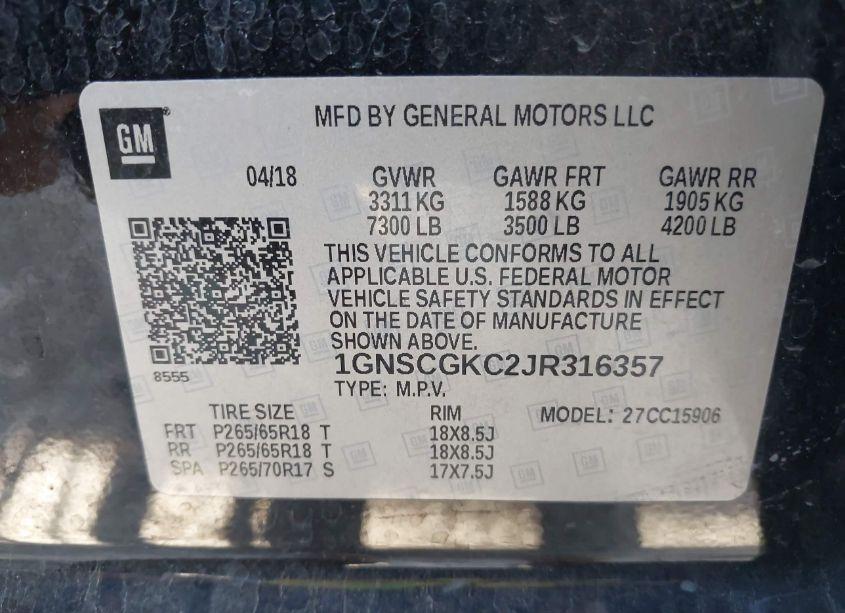 GM
MFD BY GENERAL MOTORS LLC
04/18 GVWR GAWR FRT GAWR RR
3311 KG 1588 KG 1905 KG
7300 LB 3500 LB 4200 LB
THIS VEHICLE CONFORMS TO ALL
APPLICABLE U.S. FEDERAL MOTOR
VEHICLE SAFETY STANDARDS IN EFFECT
ON THE DATE OF MANUFACTURE
SHOWN ABOVE.
8555
1GNSCGKC2JR316357
TYPE: M.P.V.
TIRE SIZE RIM MODEL: 27CC15906
FRT P265/65R18 T 18X8.5J
RR P265/65R18 T 18X8.5J
SPA P265/70R17 S 17X7.5J